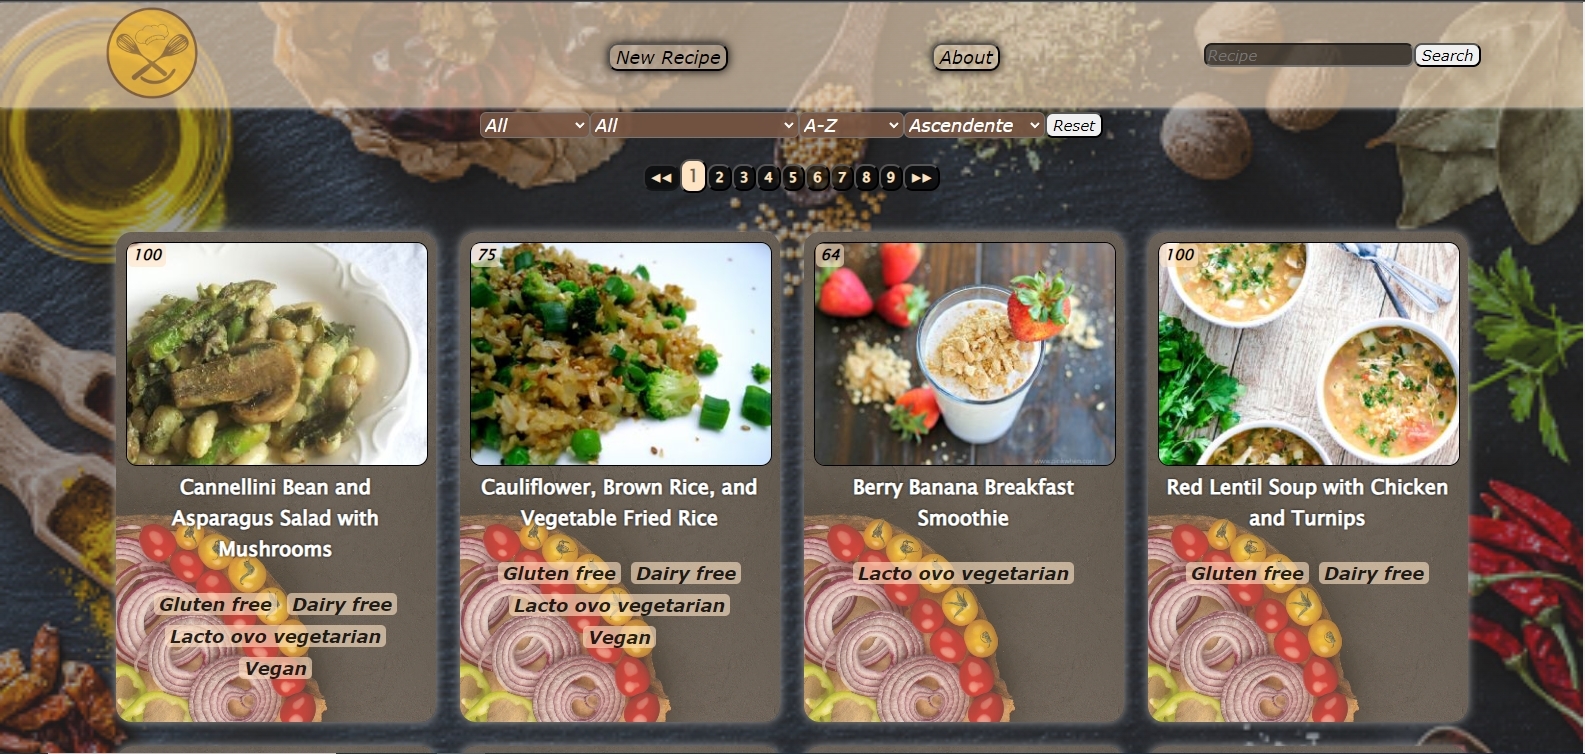 New Recipe
About
Recipe
Search
All
All
A-Z
Ascendente
Reset
◄◄ 1 2 3 4 5 6 7 8 9 ►►
100
75
64
100
Cannellini Bean and
Asparagus Salad with
Mushrooms
Gluten free Dairy free
Lacto ovo vegetarian
Vegan
Cauliflower, Brown Rice, and
Vegetable Fried Rice
Gluten free Dairy free
Lacto ovo vegetarian
Vegan
Berry Banana Breakfast
Smoothie
Lacto ovo vegetarian
Red Lentil Soup with Chicken
and Turnips
Gluten free Dairy free